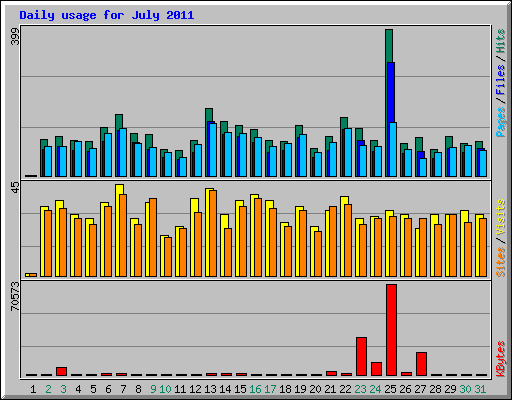 Daily usage for July 2011
399
Pages / Files / Hits
45
Sites / Visits
70573
KBytes
1 2 3 4 5 6 7 8 9 10 11 12 13 14 15 16 17 18 19 20 21 22 23 24 25 26 27 28 29 30 31